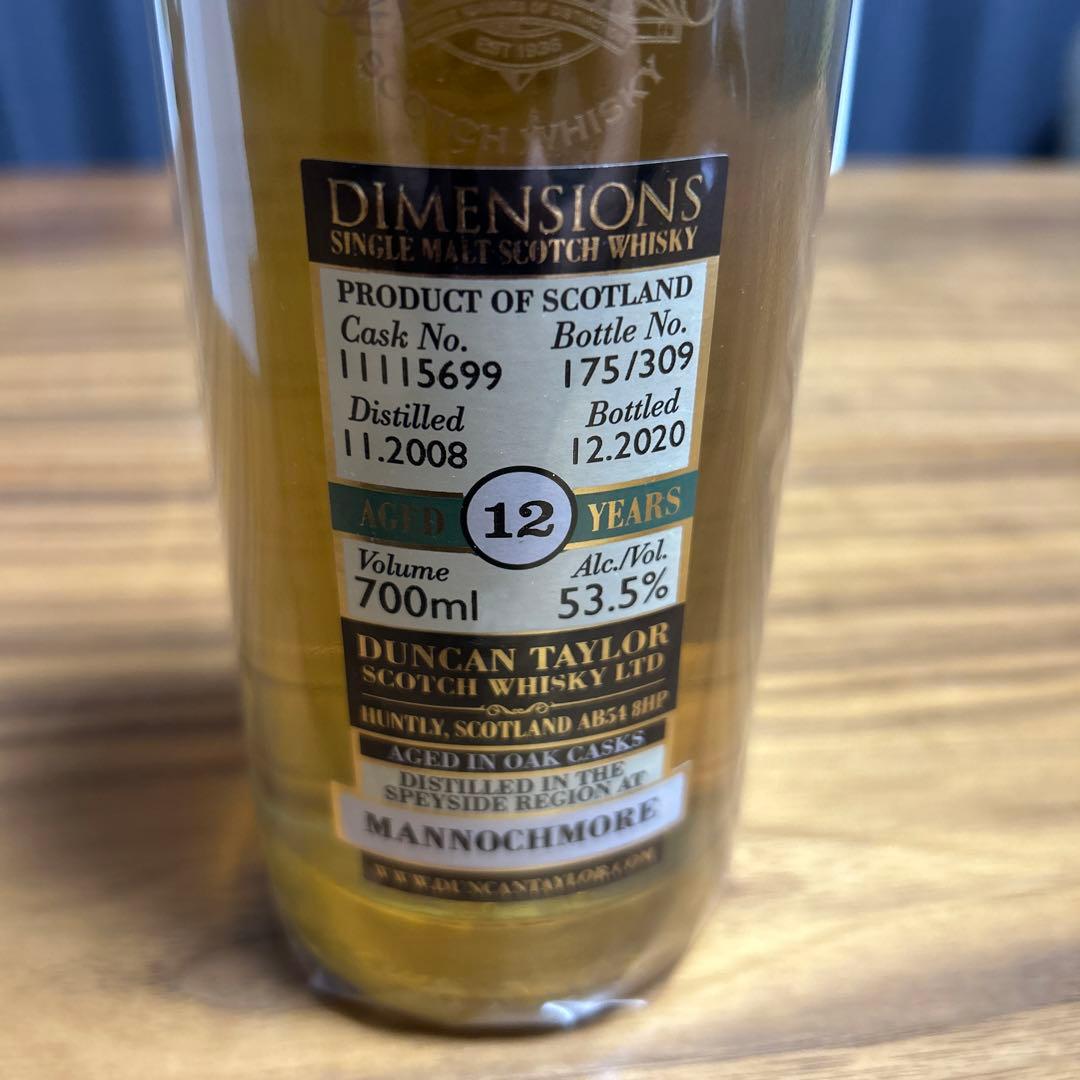 EST 1938
SCOTCH WHISKY
DIMENSIONS
SINGLE MALT SCOTCH WHISKY
PRODUCT OF SCOTLAND
Cask No. Bottle No.
11115699 175/309
Distilled Bottled
11.2008 12.2020
AGED 12 YEARS
Volume Alc./Vol.
700ml 53.5%
DUNCAN TAYLOR
SCOTCH WHISKY LTD
HUNTLY, SCOTLAND AB54 8HP
AGED IN OAK CASKS
DISTILLED IN THE
SPEYSIDE REGION AT
MANNOCHMORE
WWW.DUNCANTAYLOR.COM